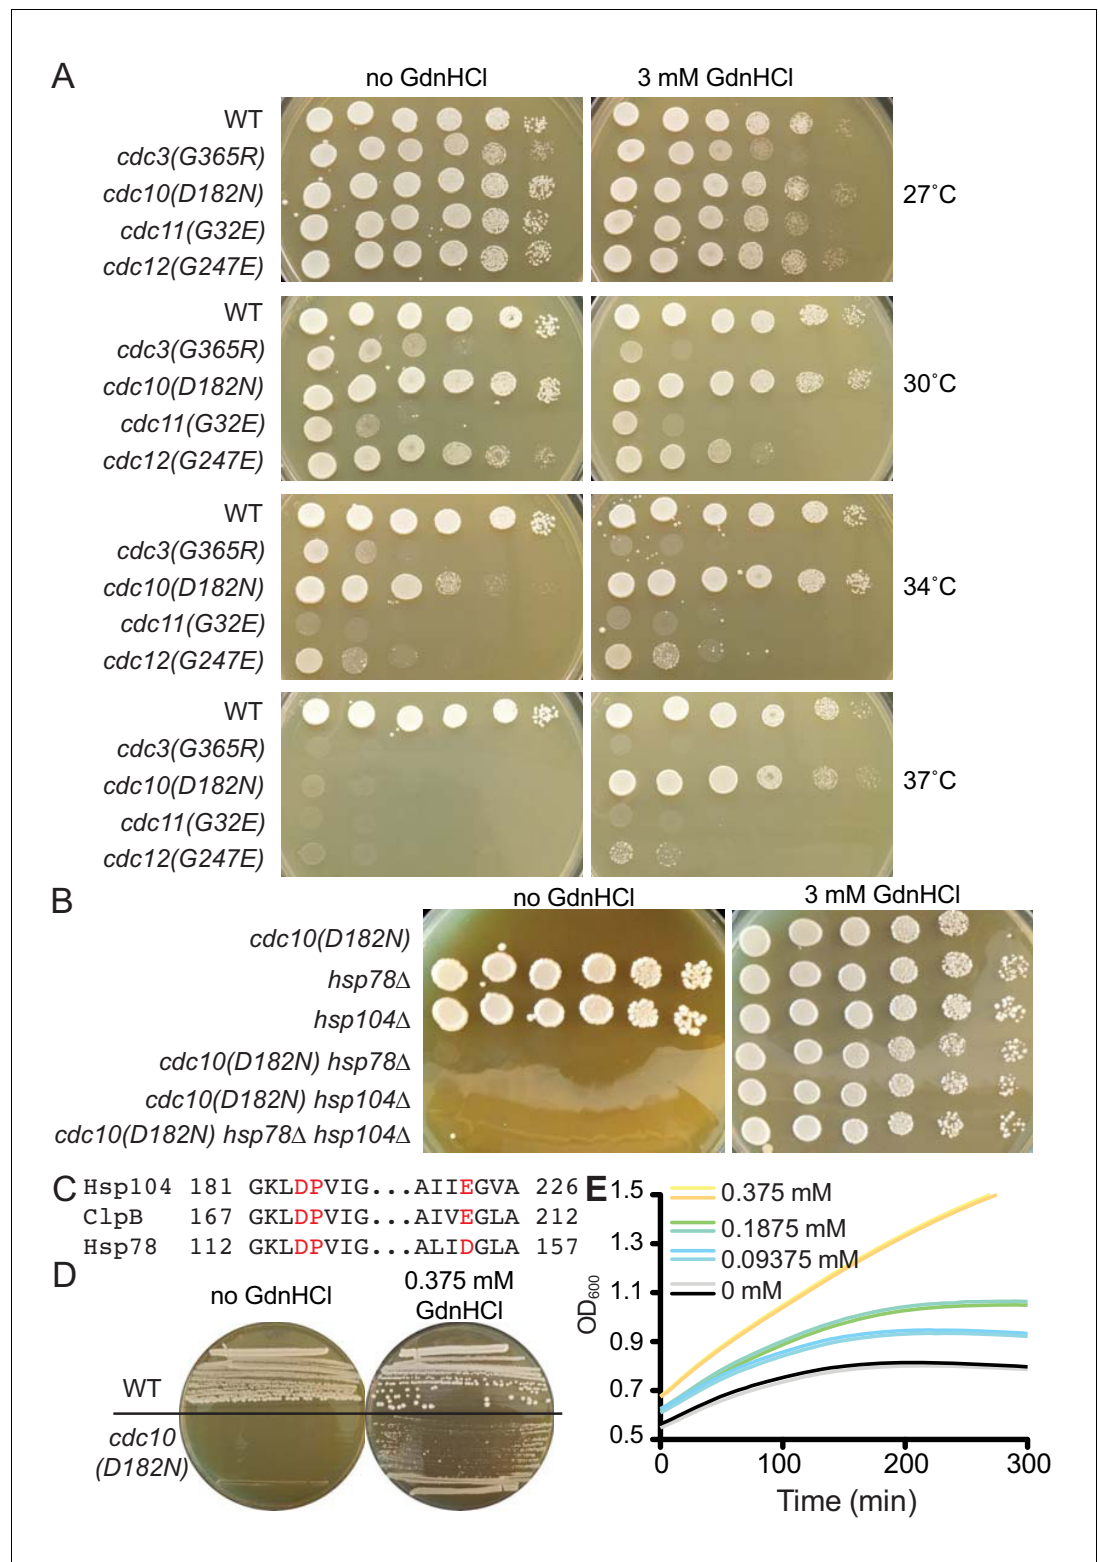 A
no GdnHCl 3 mM GdnHCl
WT
cdc3(G365R)
cdc10(D182N)
cdc11(G32E)
cdc12(G247E)
27˚C
WT
cdc3(G365R)
cdc10(D182N)
cdc11(G32E)
cdc12(G247E)
30˚C
WT
cdc3(G365R)
cdc10(D182N)
cdc11(G32E)
cdc12(G247E)
34˚C
WT
cdc3(G365R)
cdc10(D182N)
cdc11(G32E)
cdc12(G247E)
37˚C
B
no GdnHCl 3 mM GdnHCl
cdc10(D182N)
hsp78Δ
hsp104Δ
cdc10(D182N) hsp78Δ
cdc10(D182N) hsp104Δ
cdc10(D182N) hsp78Δ hsp104Δ
C
Hsp104 181 GKLDPVIG...AIIEGVA 226
ClpB 167 GKLDPVIG...AIVEGLA 212
Hsp78 112 GKLDPVIG...ALIDGLA 157
D
no GdnHCl
0.375 mM
GdnHCl
WT
cdc10
(D182N)
E
1.5
1.3
1.1
0.9
0.7
0.5
OD600
0.375 mM
0.1875 mM
0.09375 mM
0 mM
0 100 200 300
Time (min)